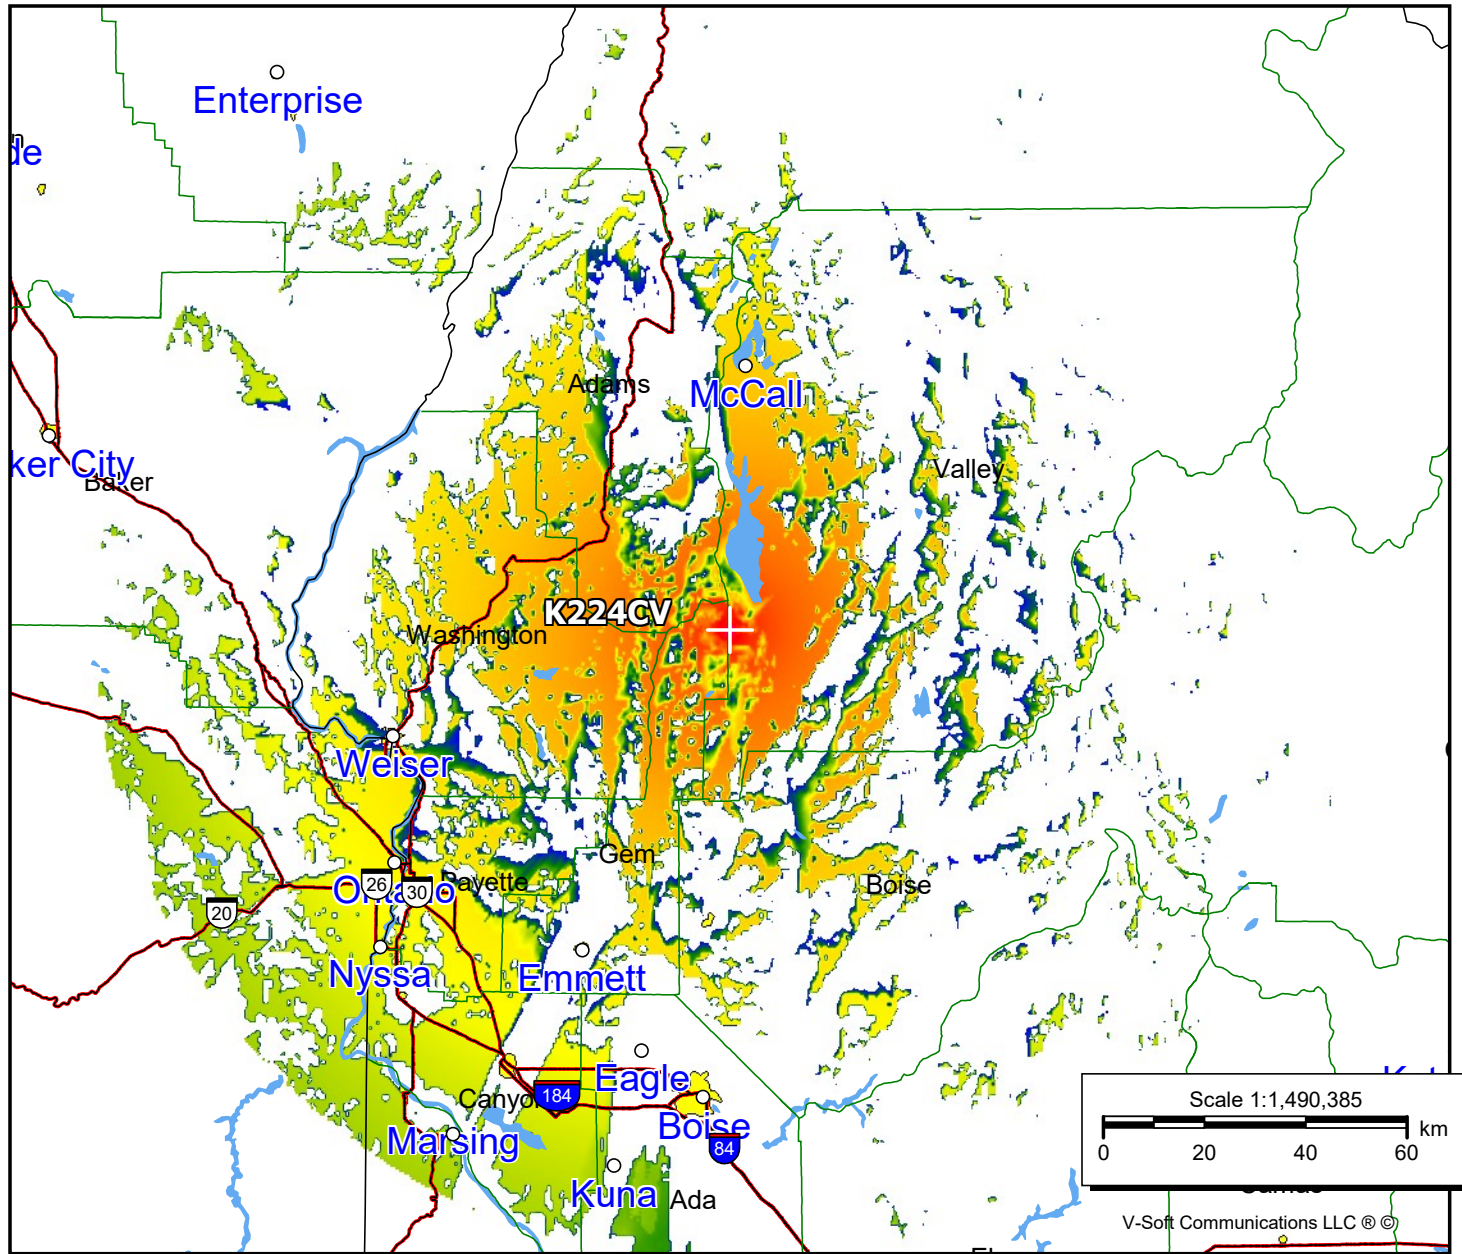 Enterprise
de
Adams
McCall
ker City
Baker
Valley
K224CV
Washington
Weiser
Gem
26
30
Payette
Ontario
Boise
20
Nyssa
Emmett
Eagle
184
Canyon
Boise
Marsing
84
Kuna
Ada
Scale 1:1,490,385
km
0 20 40 60
V-Soft Communications LLC ® ©